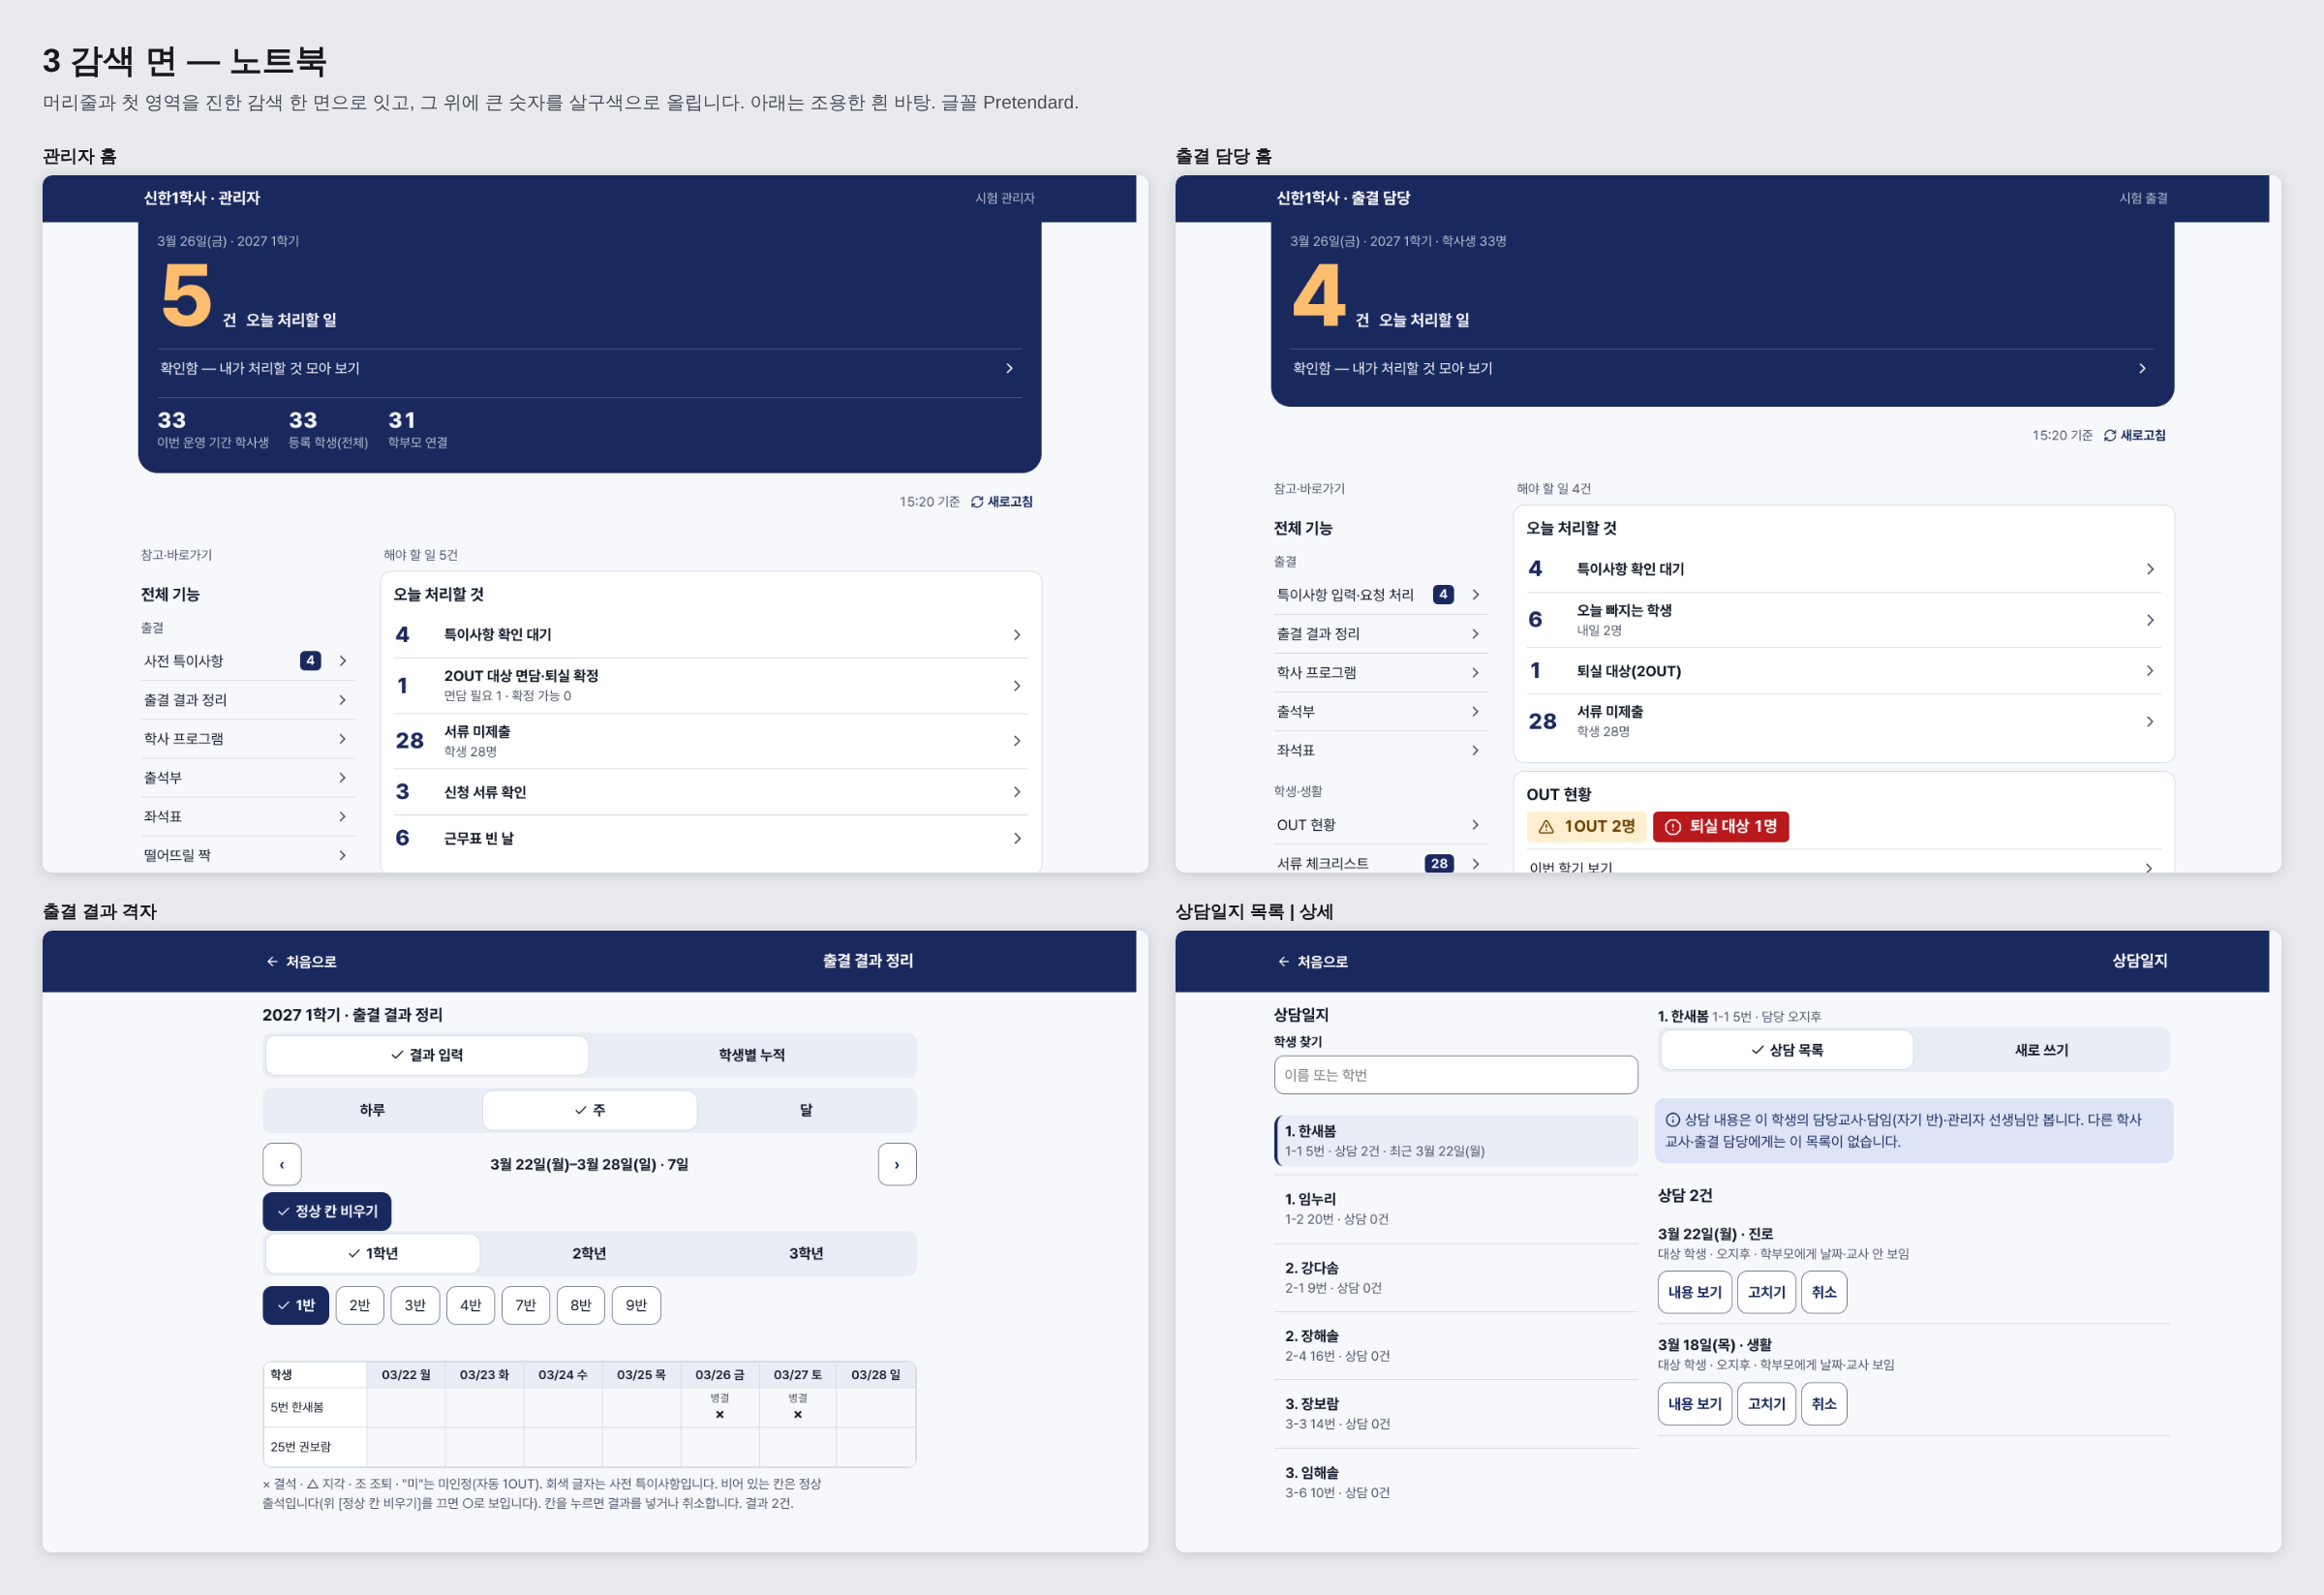 3 감색 면 — 노트북
머리줄과 첫 영역을 진한 감색 한 면으로 잇고, 그 위에 큰 숫자를 살구색으로 올립니다. 아래는 조용한 흰 바탕. 글꼴 Pretendard.
관리자 홈
신한1학사 · 관리자
시험 관리자
3월 26일(금) · 2027 1학기
5 건 오늘 처리할 일
확인함 — 내가 처리할 것 모아 보기
33
이번 운영 기간 학사생
33
등록 학생(전체)
31
학부모 연결
15:20 기준 새로고침
참고·바로가기
전체 기능
출결
사전 특이사항 4
출결 결과 정리
학사 프로그램
출석부
좌석표
떨어뜨릴 짝
해야 할 일 5건
오늘 처리할 것
4 특이사항 확인 대기
1 2OUT 대상 면담·퇴실 확정
면담 필요 1 · 확정 가능 0
28 서류 미제출
학생 28명
3 신청 서류 확인
6 근무표 빈 날
출결 담당 홈
신한1학사 · 출결 담당
시험 출결
3월 26일(금) · 2027 1학기 · 학사생 33명
4 건 오늘 처리할 일
확인함 — 내가 처리할 것 모아 보기
15:20 기준 새로고침
참고·바로가기
전체 기능
출결
특이사항 입력·요청 처리 4
출결 결과 정리
학사 프로그램
출석부
좌석표
학생·생활
OUT 현황
서류 체크리스트 28
해야 할 일 4건
오늘 처리할 것
4 특이사항 확인 대기
6 오늘 빠지는 학생
내일 2명
1 퇴실 대상(2OUT)
28 서류 미제출
학생 28명
OUT 현황
1OUT 2명 퇴실 대상 1명
이번 학기 보기
출결 결과 격자
← 처음으로
출결 결과 정리
2027 1학기 · 출결 결과 정리
✓ 결과 입력 학생별 누적
하루 ✓ 주 달
‹ 3월 22일(월)–3월 28일(일) · 7일 ›
✓ 정상 칸 비우기
✓ 1학년 2학년 3학년
✓ 1반 2반 3반 4반 7반 8반 9반
학생 03/22 월 03/23 화 03/24 수 03/25 목 03/26 금 03/27 토 03/28 일
5번 한새봄 병결 × 병결 ×
25번 권보람
× 결석 · △ 지각 · 조 조퇴 · "미"는 미인정(자동 1OUT). 회색 글자는 사전 특이사항입니다. 비어 있는 칸은 정상
출석입니다(위 [정상 칸 비우기]를 끄면 ○로 보입니다). 칸을 누르면 결과를 넣거나 취소합니다. 결과 2건.
상담일지 목록 | 상세
← 처음으로
상담일지
상담일지
학생 찾기
이름 또는 학번
1. 한새봄
1-1 5번 · 상담 2건 · 최근 3월 22일(월)
1. 임누리
1-2 20번 · 상담 0건
2. 강다솜
2-1 9번 · 상담 0건
2. 장해솔
2-4 16번 · 상담 0건
3. 장보람
3-3 14번 · 상담 0건
3. 임해솔
3-6 10번 · 상담 0건
1. 한새봄 1-1 5번 · 담당 오지후
✓ 상담 목록 새로 쓰기
상담 내용은 이 학생의 담당교사·담임(자기 반)·관리자 선생님만 봅니다. 다른 학사
교사·출결 담당에게는 이 목록이 없습니다.
상담 2건
3월 22일(월) · 진로
대상 학생 · 오지후 · 학부모에게 날짜·교사 안 보임
내용 보기 고치기 취소
3월 18일(목) · 생활
대상 학생 · 오지후 · 학부모에게 날짜·교사 보임
내용 보기 고치기 취소